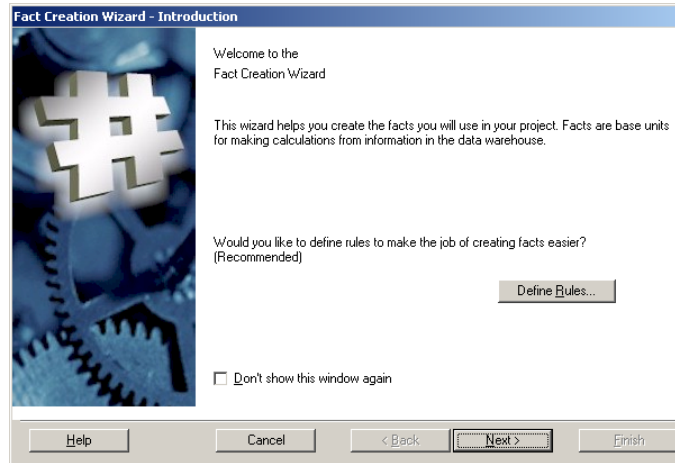 Fact Creation Wizard - Introduction
Welcome to the
Fact Creation Wizard
This wizard helps you create the facts you will use in your project. Facts are base units
for making calculations from information in the data warehouse.
Would you like to define rules to make the job of creating facts easier?
(Recommended)
Define Rules...
Don't show this window again
Help
Cancel
< Back
Next >
Finish